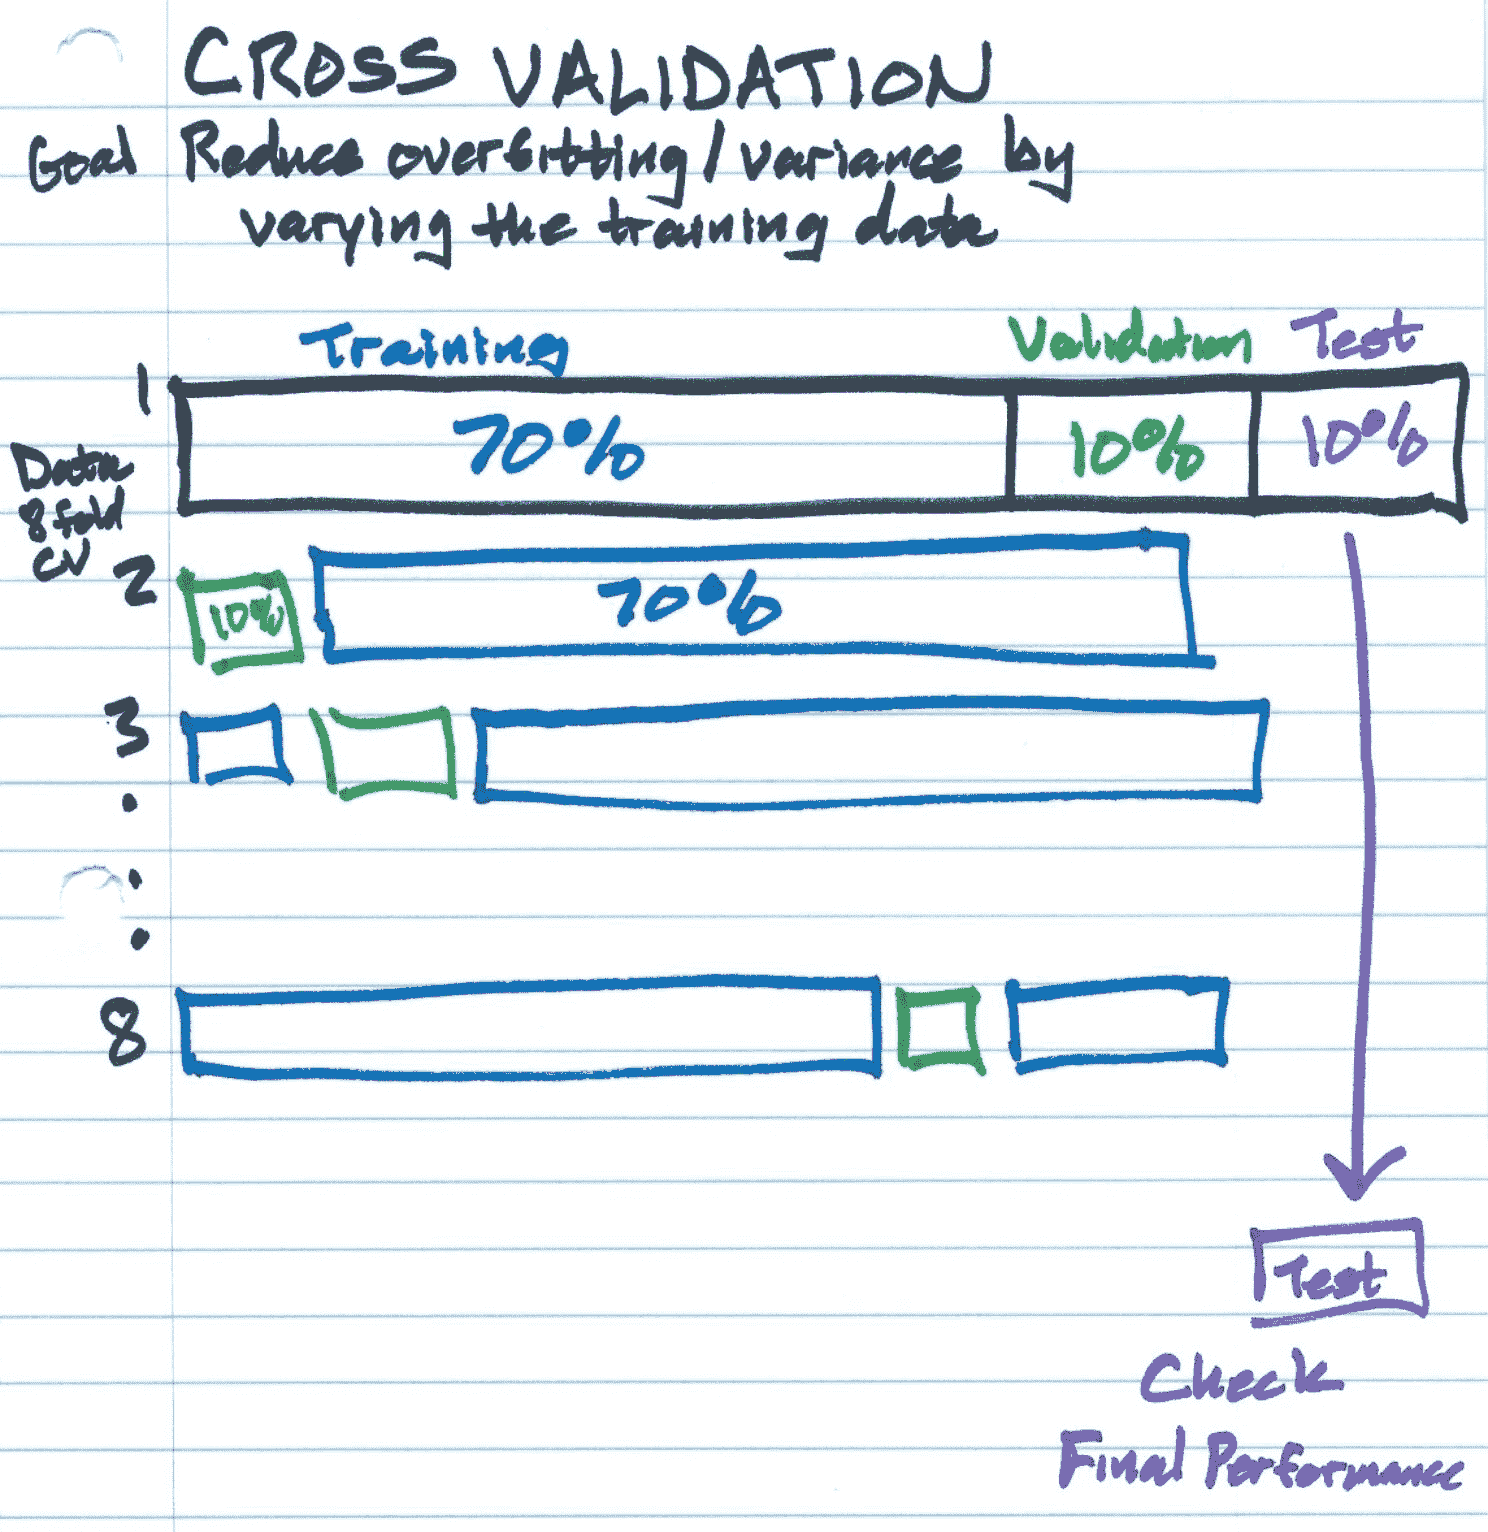 CROSS VALIDATION
Goal Reduce overfitting/variance by
varying the training data
Training Validation Test
1 70% 10% 10%
Data
8 fold
CV
2 10% 70%
3
8
Test
Check
Final Performance